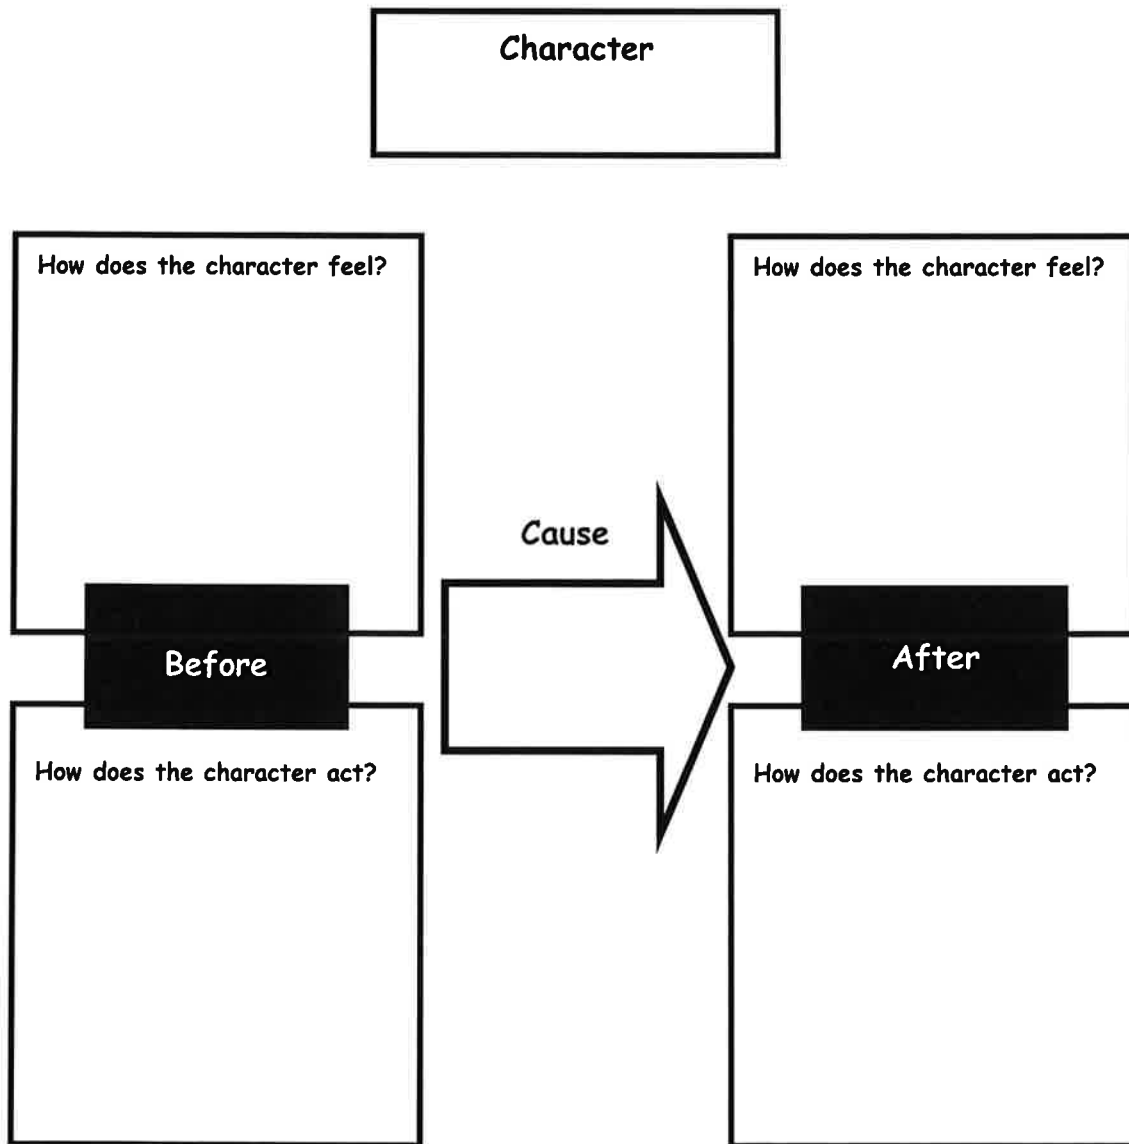 Character
How does the character feel?
How does the character feel?
Cause
Before
After
How does the character act?
How does the character act?